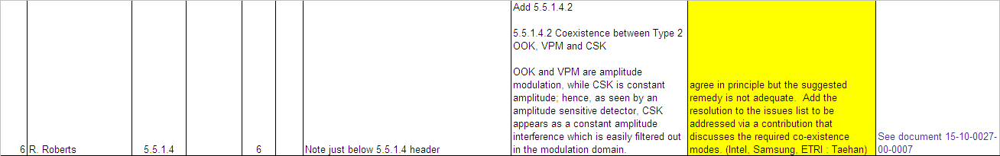 Add 5.5.1.4.2
5.5.1.4.2 Coexistence between Type 2
OOK, VPM and CSK
OOK and VPM are amplitude
modulation, while CSK is constant
amplitude; hence, as seen by an
amplitude sensitive detector, CSK
appears as a constant amplitude
interference which is easily filtered out
in the modulation domain.
agree in principle but the suggested
remedy is not adequate.  Add the
resolution to the issues list to be
addressed via a contribution that
discusses the required co-existence
modes. (Intel, Samsung, ETRI : Taehan)
See document 15-10-0027-
00-0007
6 R. Roberts 5.5.1.4 6 Note just below 5.5.1.4 header